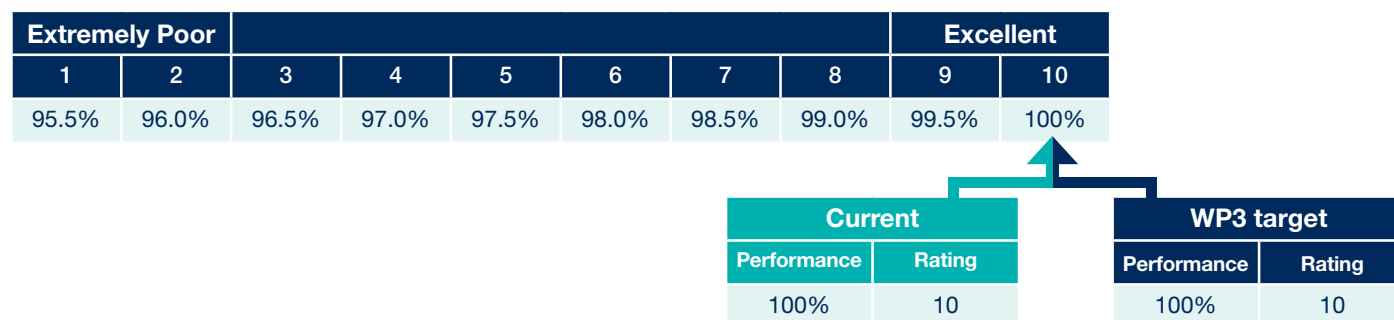 Extremely Poor Excellent
1 2 3 4 5 6 7 8 9 10
95.5% 96.0% 96.5% 97.0% 97.5% 98.0% 98.5% 99.0% 99.5% 100%
Current WP3 target
Performance Rating Performance Rating
100% 10 100% 10